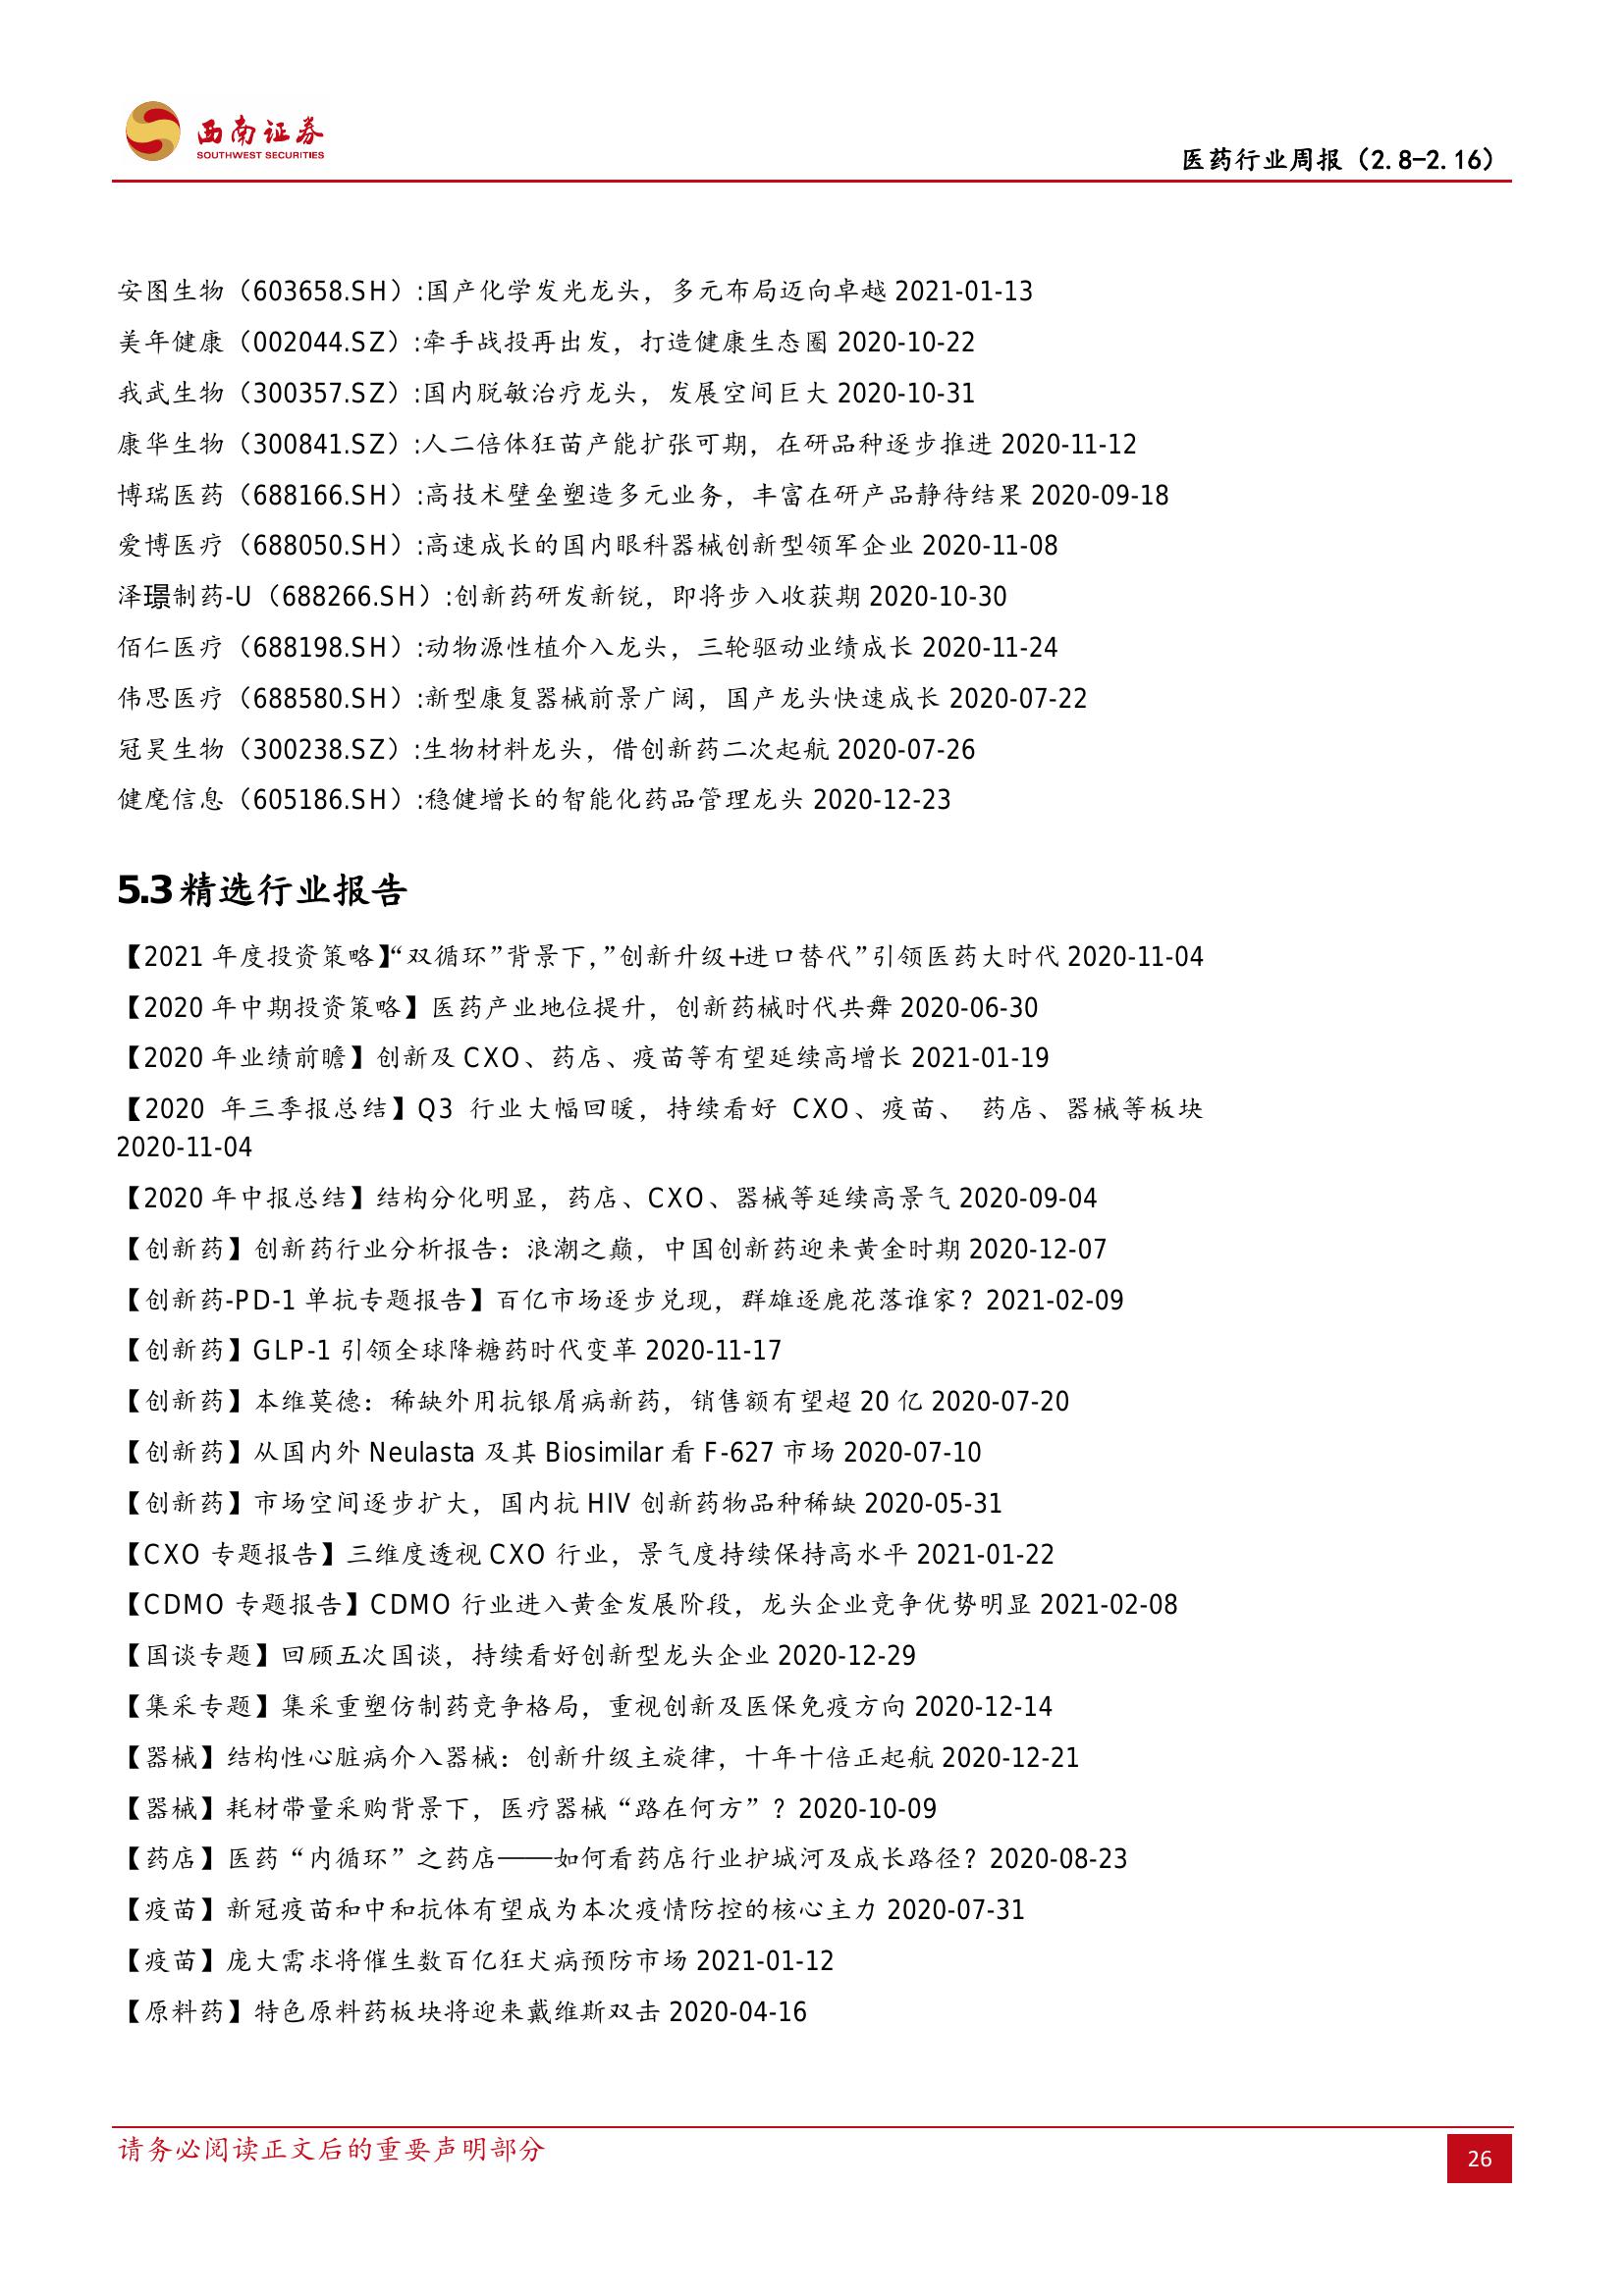 西南证券
SOUTHWEST SECURITIES
医药行业周报（2.8-2.16）
安图生物（603658.SH）:国产化学发光龙头，多元布局迈向卓越 2021-01-13
美年健康（002044.SZ）:牵手战投再出发，打造健康生态圈 2020-10-22
我武生物（300357.SZ）:国内脱敏治疗龙头，发展空间巨大 2020-10-31
康华生物（300841.SZ）:人二倍体狂苗产能扩张可期，在研品种逐步推进 2020-11-12
博瑞医药（688166.SH）:高技术壁垒塑造多元业务，丰富在研产品静待结果 2020-09-18
爱博医疗（688050.SH）:高速成长的国内眼科器械创新型领军企业 2020-11-08
泽璟制药-U（688266.SH）:创新药研发新锐，即将步入收获期 2020-10-30
佰仁医疗（688198.SH）:动物源性植介入龙头，三轮驱动业绩成长 2020-11-24
伟思医疗（688580.SH）:新型康复器械前景广阔，国产龙头快速成长 2020-07-22
冠昊生物（300238.SZ）:生物材料龙头，借创新药二次起航 2020-07-26
健麾信息（605186.SH）:稳健增长的智能化药品管理龙头 2020-12-23
5.3 精选行业报告
【2021 年度投资策略】“双循环”背景下，”创新升级+进口替代”引领医药大时代 2020-11-04
【2020 年中期投资策略】医药产业地位提升，创新药械时代共舞 2020-06-30
【2020 年业绩前瞻】创新及 CXO、药店、疫苗等有望延续高增长 2021-01-19
【2020 年三季报总结】Q3 行业大幅回暖，持续看好 CXO、疫苗、 药店、器械等板块
2020-11-04
【2020 年中报总结】结构分化明显，药店、CXO、器械等延续高景气 2020-09-04
【创新药】创新药行业分析报告：浪潮之巅，中国创新药迎来黄金时期 2020-12-07
【创新药-PD-1 单抗专题报告】百亿市场逐步兑现，群雄逐鹿花落谁家？2021-02-09
【创新药】GLP-1 引领全球降糖药时代变革 2020-11-17
【创新药】本维莫德：稀缺外用抗银屑病新药，销售额有望超 20 亿 2020-07-20
【创新药】从国内外 Neulasta 及其 Biosimilar 看 F-627 市场 2020-07-10
【创新药】市场空间逐步扩大，国内抗 HIV 创新药物品种稀缺 2020-05-31
【CXO 专题报告】三维度透视 CXO 行业，景气度持续保持高水平 2021-01-22
【CDMO 专题报告】CDMO 行业进入黄金发展阶段，龙头企业竞争优势明显 2021-02-08
【国谈专题】回顾五次国谈，持续看好创新型龙头企业 2020-12-29
【集采专题】集采重塑仿制药竞争格局，重视创新及医保免疫方向 2020-12-14
【器械】结构性心脏病介入器械：创新升级主旋律，十年十倍正起航 2020-12-21
【器械】耗材带量采购背景下，医疗器械“路在何方”？2020-10-09
【药店】医药“内循环”之药店——如何看药店行业护城河及成长路径？2020-08-23
【疫苗】新冠疫苗和中和抗体有望成为本次疫情防控的核心主力 2020-07-31
【疫苗】庞大需求将催生数百亿狂犬病预防市场 2021-01-12
【原料药】特色原料药板块将迎来戴维斯双击 2020-04-16
请务必阅读正文后的重要声明部分
26